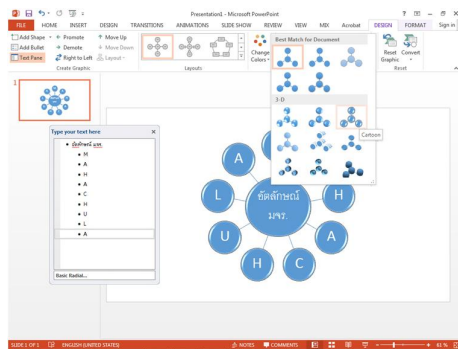 Presentation1 - Microsoft PowerPoint
FILE HOME INSERT DESIGN TRANSITIONS ANIMATIONS SLIDE SHOW REVIEW VIEW MIX Acrobat DESIGN FORMAT Sign in
Add Shape Promote Move Up
Add Bullet Demote Move Down
Text Pane Right to Left Layout
Create Graphic
Layouts
Change
Colors
Best Match for Document
3-D
Cartoon
Reset
Graphic
Convert
Reset
1
Type your text here
อัตลักษณ์ มจร.
M
A
H
A
C
H
U
L
A
Basic Radial...
A
L
H
U
A
H
C
อัตลักษณ์
มจร.
SLIDE 1 OF 1 ENGLISH (UNITED STATES) NOTES COMMENTS 61 %